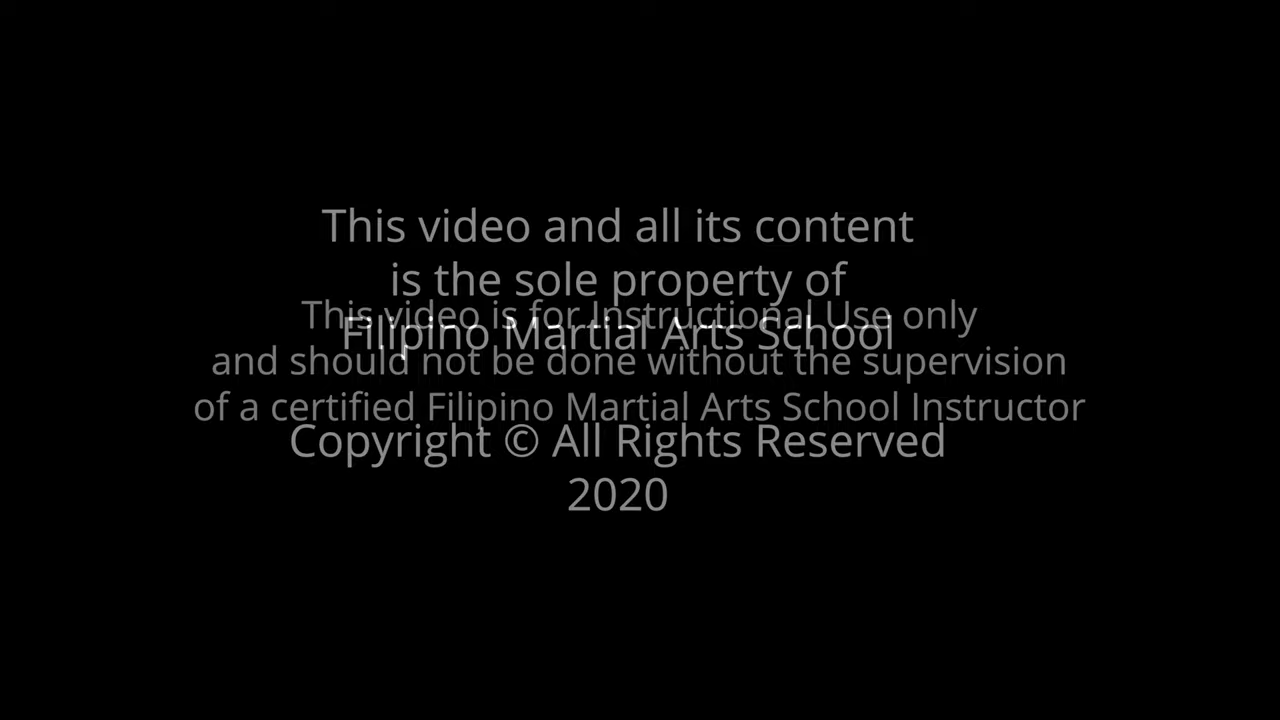 This video and all its content
is the sole property of
Filipino Martial Arts School
Copyright © All Rights Reserved
2020
This video is for Instructional Use only
and should not be done without the supervision
of a certified Filipino Martial Arts School Instructor